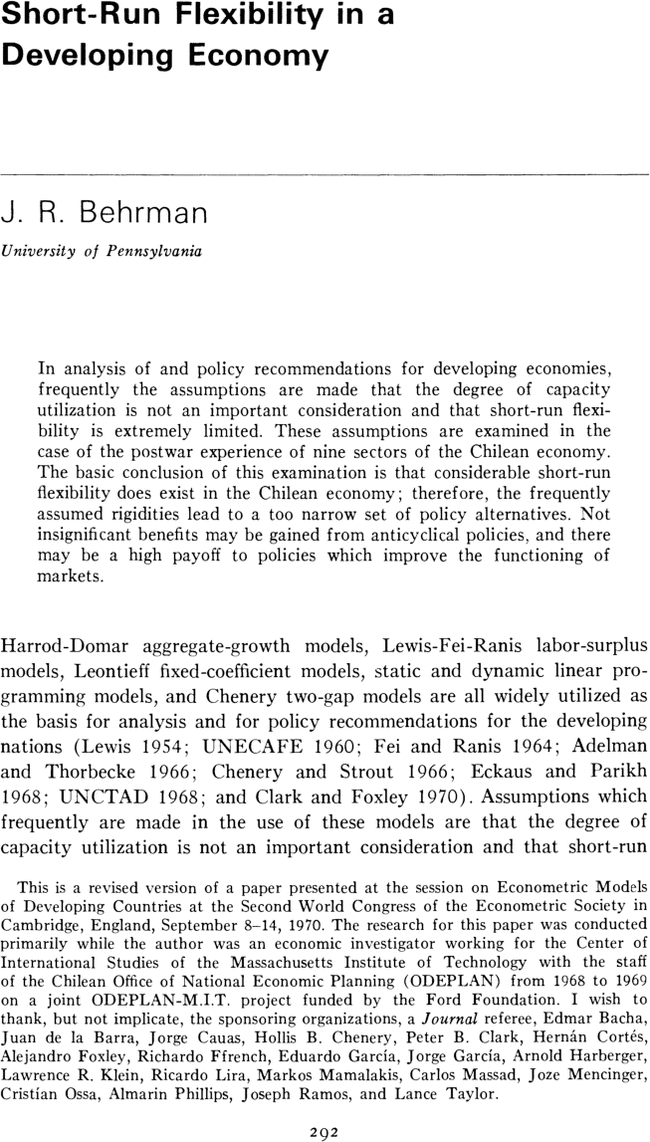 Short-Run Flexibility in a
Developing Economy
J. R. Behrman
University of Pennsylvania
In analysis of and policy recommendations for developing economies,
frequently the assumptions are made that the degree of capacity
utilization is not an important consideration and that short-run flexi-
bility is extremely limited. These assumptions are examined in the
case of the postwar experience of nine sectors of the Chilean economy.
The basic conclusion of this examination is that considerable short-run
flexibility does exist in the Chilean economy; therefore, the frequently
assumed rigidities lead to a too narrow set of policy alternatives. Not
insignificant benefits may be gained from anticyclical policies, and there
may be a high payoff to policies which improve the functioning of
markets.
Harrod-Domar aggregate-growth models, Lewis-Fei-Ranis labor-surplus
models, Leontieff fixed-coefficient models, static and dynamic linear pro-
gramming models, and Chenery two-gap models are all widely utilized as
the basis for analysis and for policy recommendations for the developing
nations (Lewis 1954; UNECAFE 1960; Fei and Ranis 1964; Adelman
and Thorbecke 1966; Chenery and Strout 1966; Eckaus and Parikh
1968; UNCTAD 1968; and Clark and Foxley 1970). Assumptions which
frequently are made in the use of these models are that the degree of
capacity utilization is not an important consideration and that short-run
This is a revised version of a paper presented at the session on Econometric Models
of Developing Countries at the Second World Congress of the Econometric Society in
Cambridge, England, September 8–14, 1970. The research for this paper was conducted
primarily while the author was an economic investigator working for the Center of
International Studies of the Massachusetts Institute of Technology with the staff
of the Chilean Office of National Economic Planning (ODEPLAN) from 1968 to 1969
on a joint ODEPLAN-M.I.T. project funded by the Ford Foundation. I wish to
thank, but not implicate, the sponsoring organizations, a Journal referee, Edmar Bacha,
Juan de la Barra, Jorge Cauas, Hollis B. Chenery, Peter B. Clark, Hernán Cortés,
Alejandro Foxley, Richardo Ffrench, Eduardo García, Jorge García, Arnold Harberger,
Lawrence R. Klein, Ricardo Lira, Markos Mamalakis, Carlos Massad, Joze Mencinger,
Cristían Ossa, Almarin Phillips, Joseph Ramos, and Lance Taylor.
292